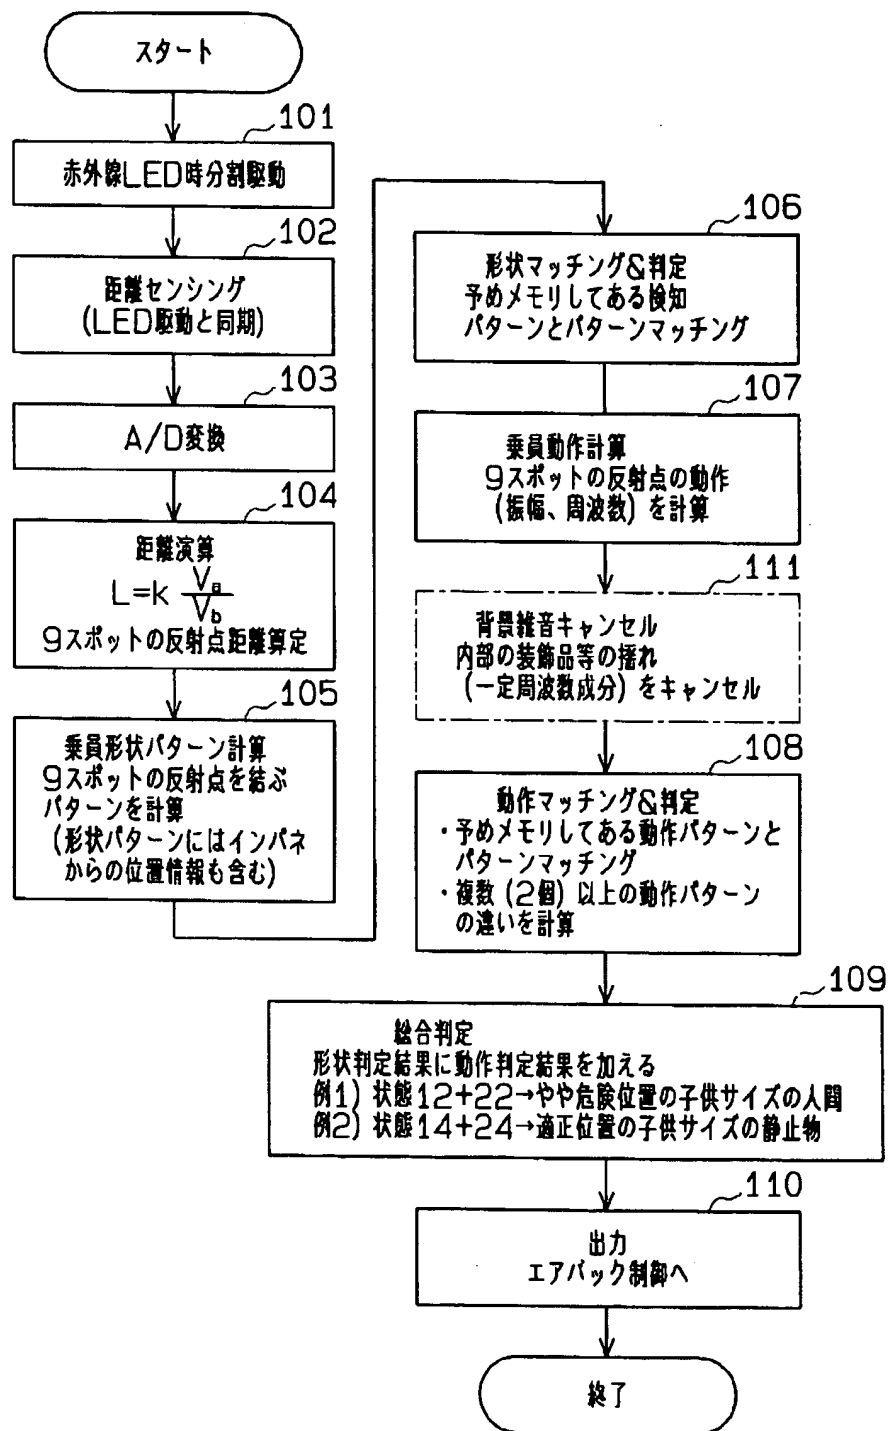 スタート
101
赤外線LED時分割駆動
102
距離センシング
(LED駆動と同期)
103
A/D変換
104
距離演算
L=k Va/Vb
9スポットの反射点距離算定
105
乗員形状パターン計算
9スポットの反射点を結ぶ
パターンを計算
(形状パターンにはインパネ
からの位置情報も含む)
106
形状マッチング&判定
予めメモリしてある検知
パターンとパターンマッチング
107
乗員動作計算
9スポットの反射点の動作
(振幅、周波数)を計算
111
背景雑音キャンセル
内部の装飾品等の揺れ
(一定周波数成分)をキャンセル
108
動作マッチング&判定
・予めメモリしてある動作パターンと
パターンマッチング
・複数(2個)以上の動作パターン
の違いを計算
109
総合判定
形状判定結果に動作判定結果を加える
例1)状態12+22→やや危険位置の子供サイズの人間
例2)状態14+24→適正位置の子供サイズの静止物
110
出力
エアバック制御へ
終了